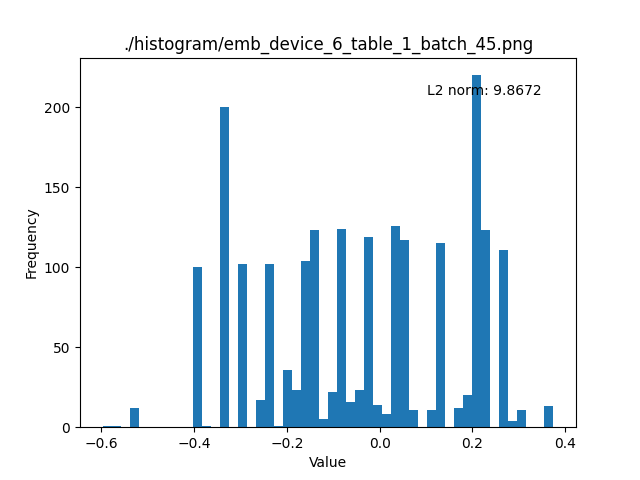 ./histogram/emb_device_6_table_1_batch_45.png
L2 norm: 9.8672
200
150
100
50
0
Frequency
−0.6 −0.4 −0.2 0.0 0.2 0.4
Value